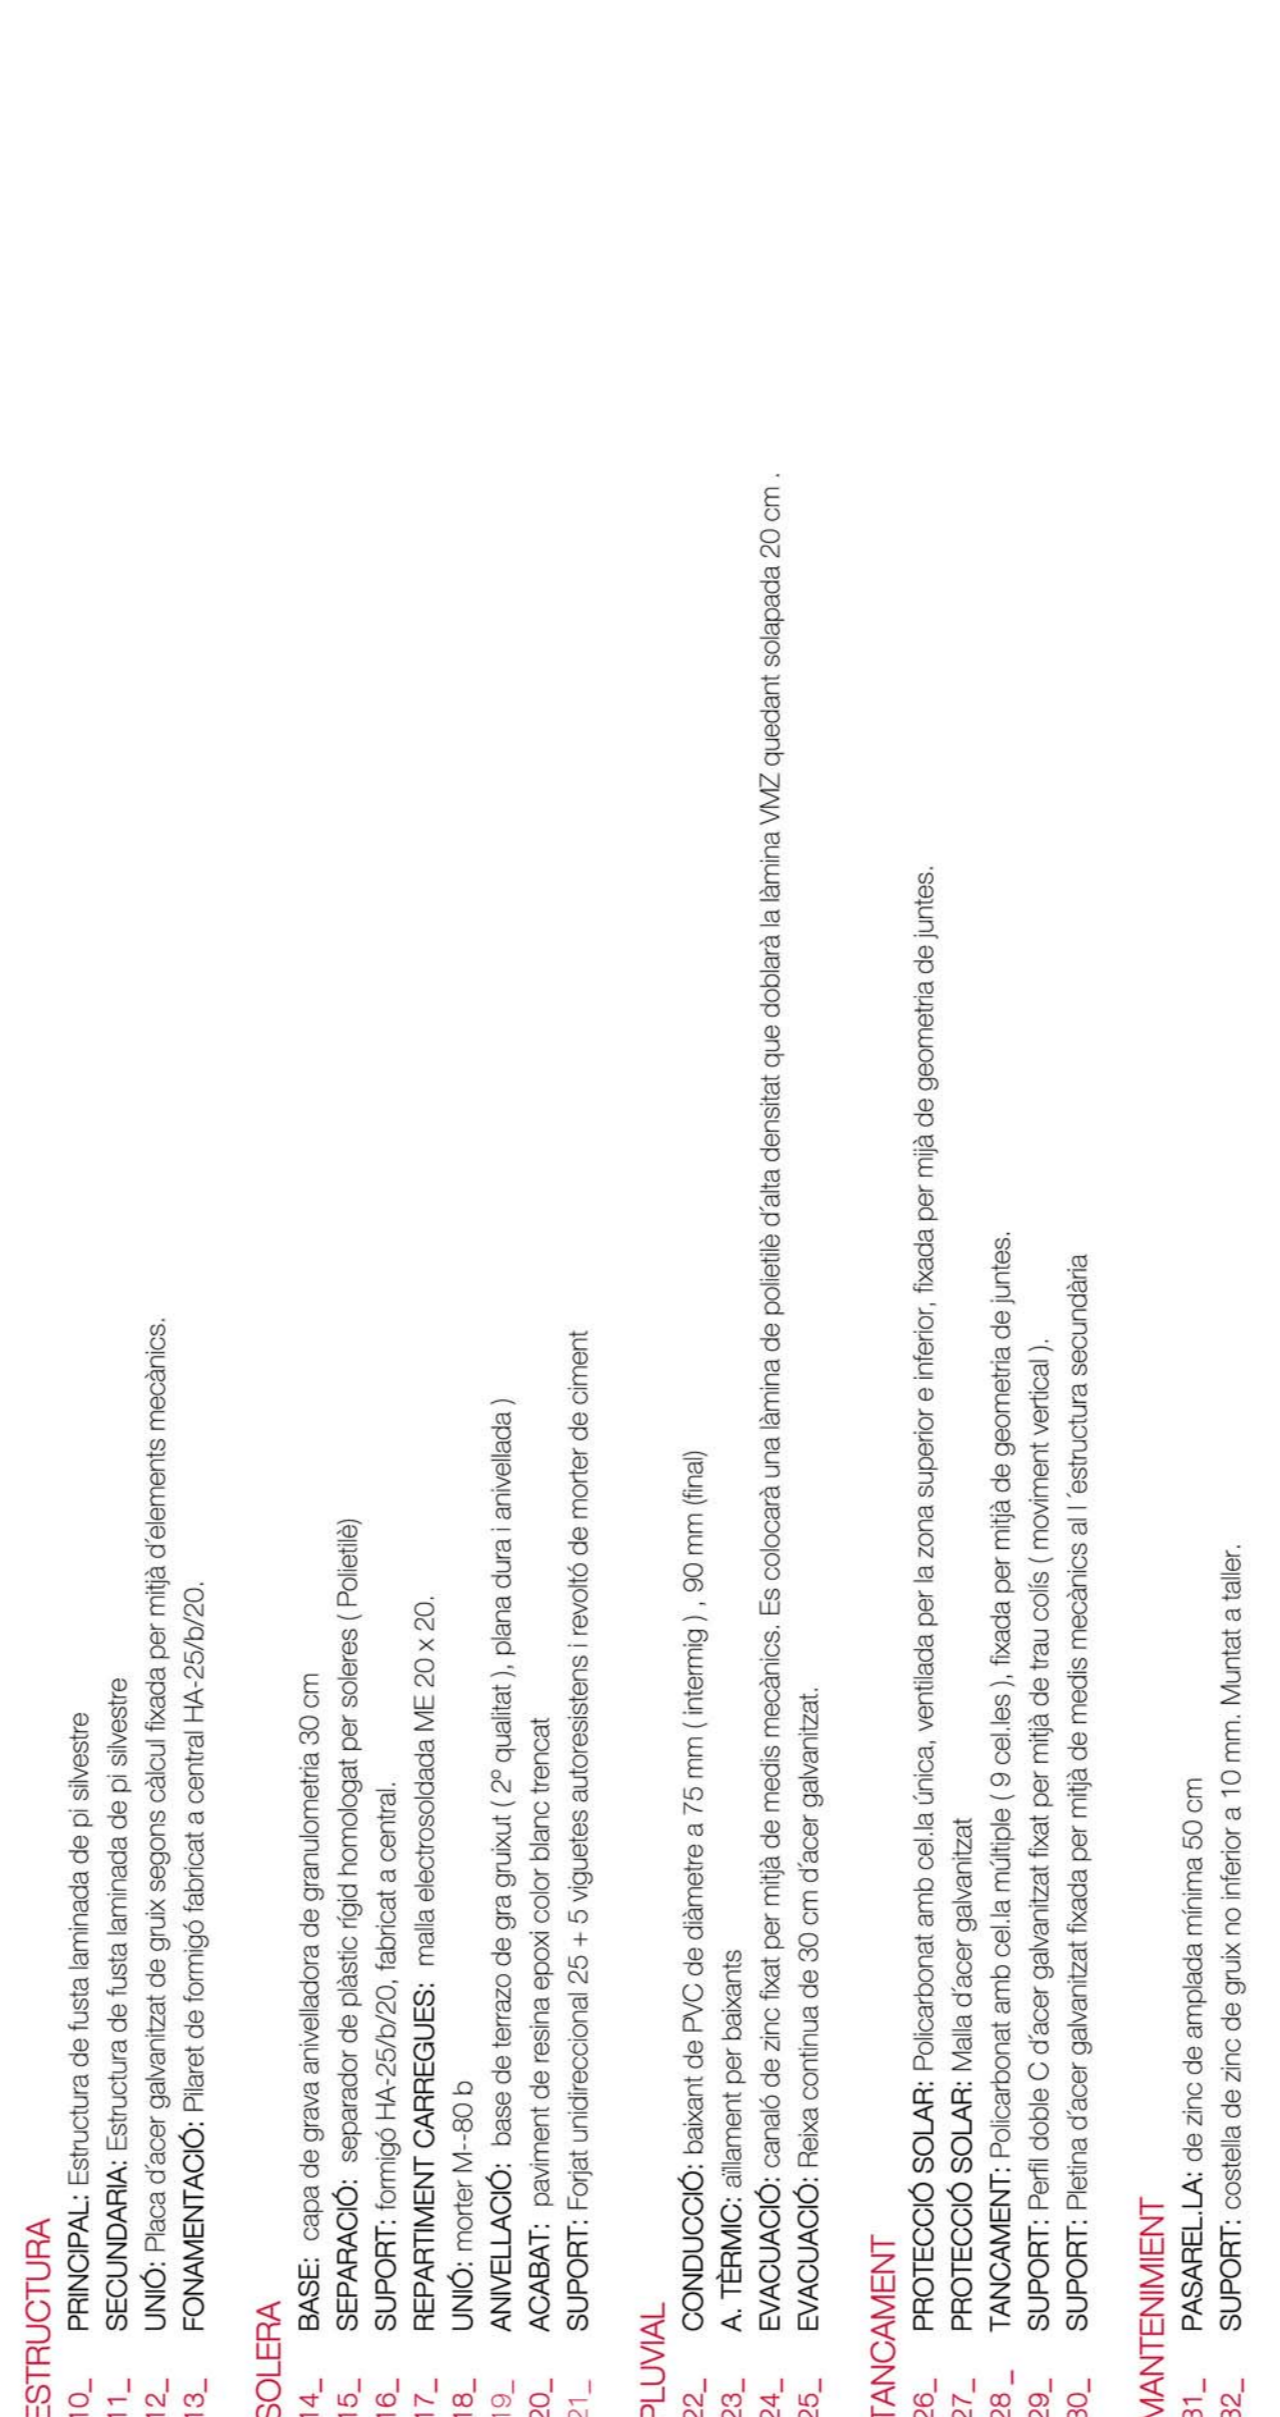 ESTRUCTURA
10_ PRINCIPAL: Estructura de fusta laminada de pi silvestre
11_ SECUNDARIA: Estructura de fusta laminada de pi silvestre
12_ UNIÓ: Placa d´acer galvanitzat de gruix segons càlcul fixada per mitjà d´elements mecànics.
13_ FONAMENTACIÓ: Pilaret de formigó fabricat a central HA-25/b/20.
SOLERA
14_ BASE: capa de grava anivelladora de granulometria 30 cm
15_ SEPARACIÓ: separador de plàstic rígid homologat per soleres ( Polietilè)
16_ SUPORT: formigó HA-25/b/20, fabricat a central.
17_ REPARTIMENT CARREGUES: malla electrosoldada ME 20 x 20.
18_ UNIÓ: morter M--80 b
19_ ANIVELLACIÓ: base de terrazo de gra gruixut ( 2º qualitat ), plana dura i anivellada )
20_ ACABAT: paviment de resina epoxi color blanc trencat
21_ SUPORT: Forjat unidireccional 25 + 5 viguetes autoresistens i revoltó de morter de ciment
PLUVIAL
22_ CONDUCCIÓ: baixant de PVC de diàmetre a 75 mm ( intermig ) , 90 mm (final)
23_ A. TÈRMIC: aïllament per baixants
24_ EVACUACIÓ: canaló de zinc fixat per mitjà de medis mecànics. Es colocarà una làmina de polietilè d´alta densitat que doblarà la làmina VMZ quedant solapada 20 cm .
25_ EVACUACIÓ: Reixa continua de 30 cm d´acer galvanitzat.
TANCAMENT
26_ PROTECCIÓ SOLAR: Policarbonat amb cel.la única, ventilada per la zona superior e inferior, fixada per mijà de geometria de juntes.
27_ PROTECCIÓ SOLAR: Malla d´acer galvanitzat
28_ TANCAMENT: Policarbonat amb cel.la múltiple ( 9 cel.les ), fixada per mitjà de geometria de juntes.
29_ SUPORT: Perfil doble C d´acer galvanitzat fixat per mitjà de trau colís ( moviment vertical ).
30_ SUPORT: Pletina d´acer galvanitzat fixada per mitjà de medis mecànics al l ´estructura secundària
MANTENIMIENT
31_ PASAREL.LA: de zinc de amplada mínima 50 cm
32_ SUPORT: costella de zinc de gruix no inferior a 10 mm. Muntat a taller.